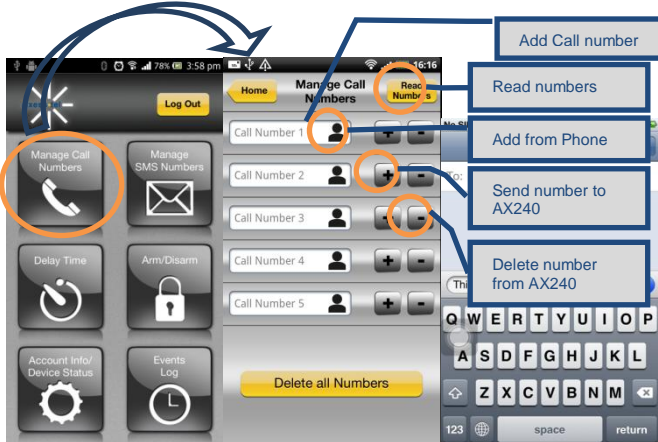 78% 3:58 pm
Log Out
Manage Call
Numbers
Manage
SMS Numbers
Delay Time
Arm/Disarm
Account Info/
Device Status
Events
Log
16:16
Home
Manage Call
Numbers
Read
Numbers
Call Number 1
+ -
Call Number 2
+ -
Call Number 3
+ -
Call Number 4
+ -
Call Number 5
+ -
Delete all Numbers
Add Call number
Read numbers
Add from Phone
Send number to
AX240
Delete number
from AX240
To:
Q W E R T Y U I O P
A S D F G H J K L
Z X C V B N M
123 space return